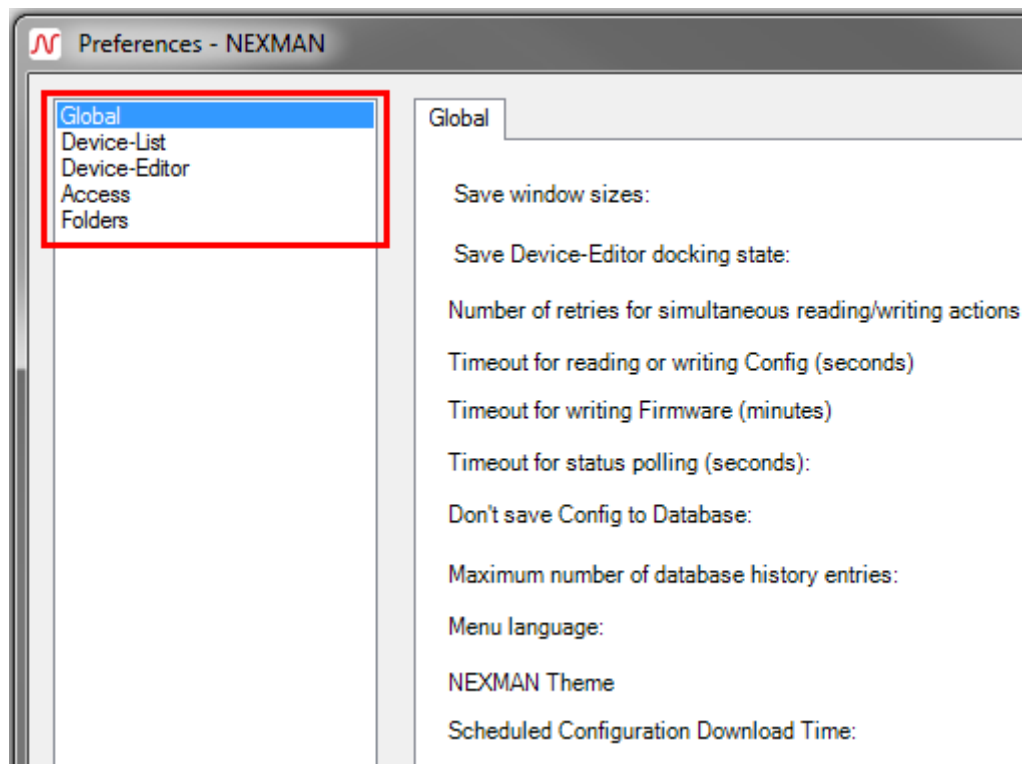 Preferences - NEXMAN
Global
Device-List
Device-Editor
Access
Folders
Global
Save window sizes:
Save Device-Editor docking state:
Number of retries for simultaneous reading/writing actions
Timeout for reading or writing Config (seconds)
Timeout for writing Firmware (minutes)
Timeout for status polling (seconds):
Don't save Config to Database:
Maximum number of database history entries:
Menu language:
NEXMAN Theme
Scheduled Configuration Download Time: